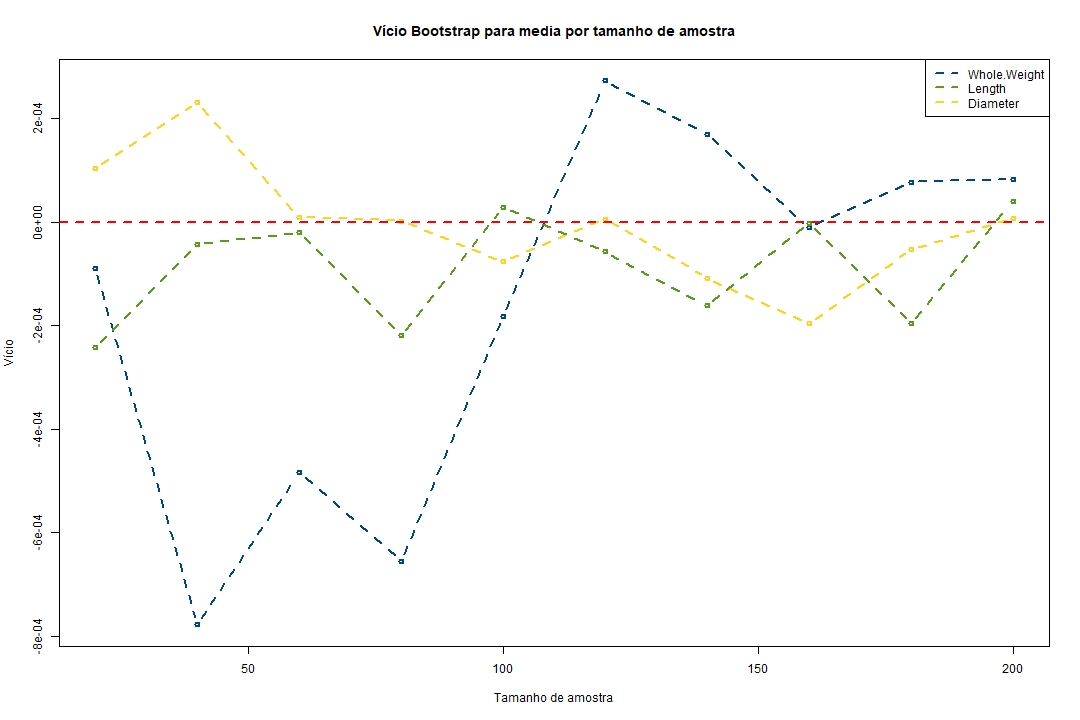 Vício Bootstrap para media por tamanho de amostra
Whole.Weight
Length
Diameter
2e-04
0e+00
-2e-04
-4e-04
-6e-04
-8e-04
Vício
50
100
150
200
Tamanho de amostra